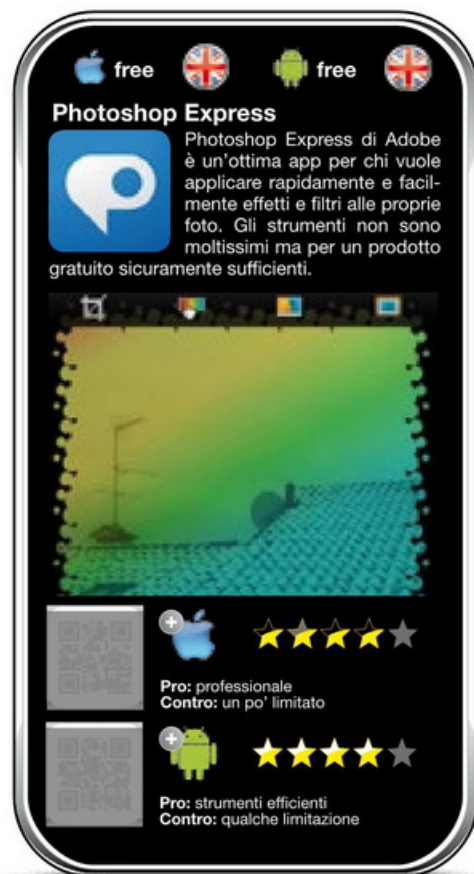 free free
Photoshop Express
Photoshop Express di Adobe
è un'ottima app per chi vuole
applicare rapidamente e facil-
mente effetti e filtri alle proprie
foto. Gli strumenti non sono
moltissimi ma per un prodotto
gratuito sicuramente sufficienti.
Pro: professionale
Contro: un po' limitato
Pro: strumenti efficienti
Contro: qualche limitazione